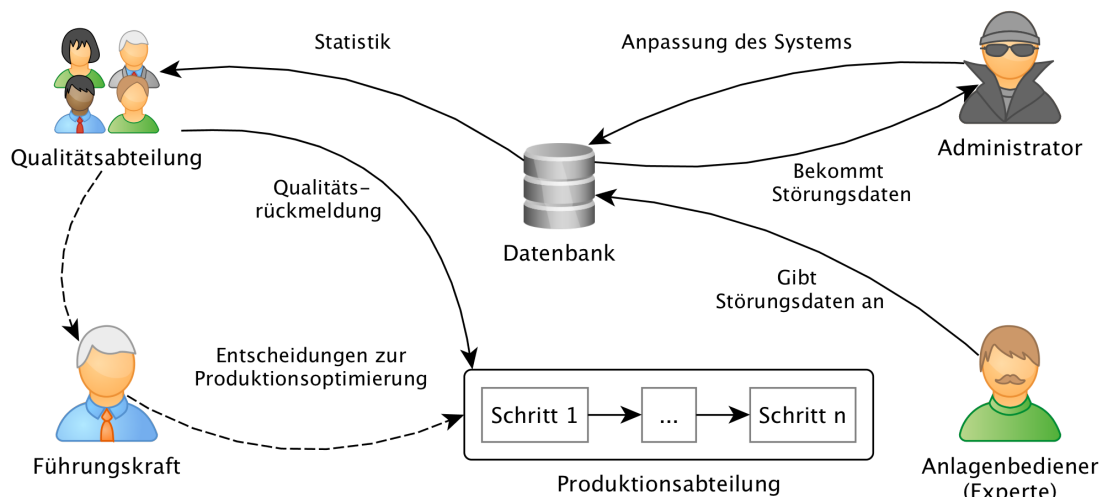 Statistik
Anpassung des Systems
Qualitätsabteilung
Administrator
Bekommt
Störungsdaten
Qualitäts-
rückmeldung
Datenbank
Gibt
Störungsdaten an
Entscheidungen zur
Produktionsoptimierung
Schritt 1
...
Schritt n
Führungskraft
Produktionsabteilung
Anlagenbediener
(Experte)